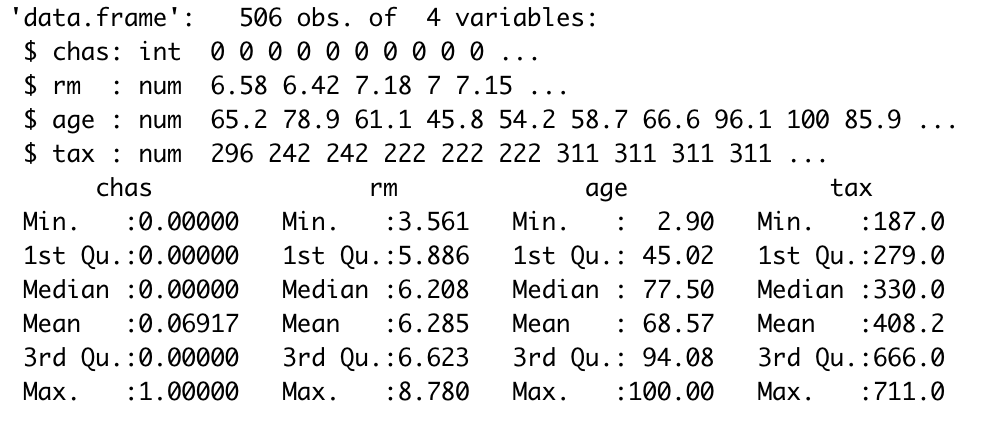 'data.frame':   506 obs. of  4 variables:
 $ chas: int  0 0 0 0 0 0 0 0 0 0 ...
 $ rm  : num  6.58 6.42 7.18 7 7.15 ...
 $ age : num  65.2 78.9 61.1 45.8 54.2 58.7 66.6 96.1 100 85.9 ...
 $ tax : num  296 242 242 222 222 222 311 311 311 311 ...
      chas               rm             age              tax
 Min.   :0.00000   Min.   :3.561   Min.   :  2.90   Min.   :187.0
 1st Qu.:0.00000   1st Qu.:5.886   1st Qu.: 45.02   1st Qu.:279.0
 Median :0.00000   Median :6.208   Median : 77.50   Median :330.0
 Mean   :0.06917   Mean   :6.285   Mean   : 68.57   Mean   :408.2
 3rd Qu.:0.00000   3rd Qu.:6.623   3rd Qu.: 94.08   3rd Qu.:666.0
 Max.   :1.00000   Max.   :8.780   Max.   :100.00   Max.   :711.0